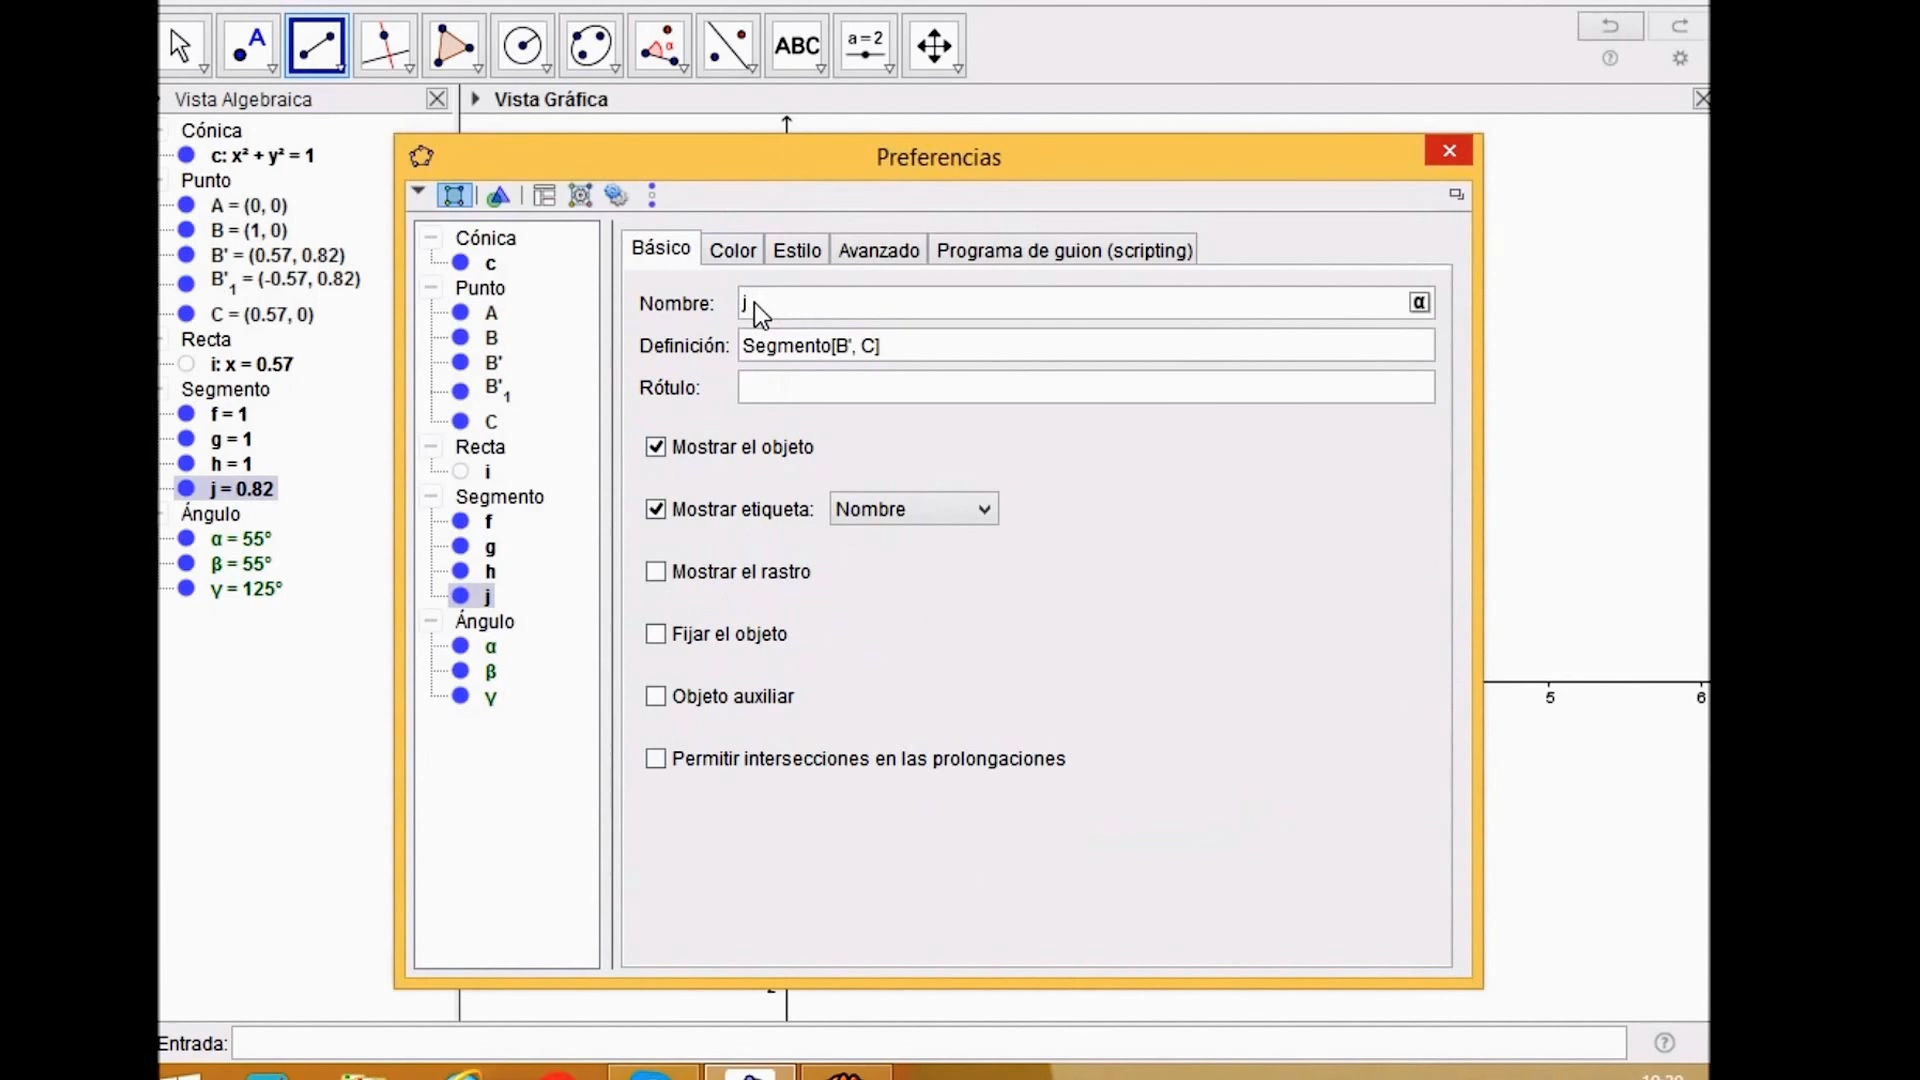 A
α
ABC
a=2
Vista Algebraica
Vista Gráfica
Cónica
c: x² + y² = 1
Punto
A = (0, 0)
B = (1, 0)
B' = (0.57, 0.82)
B'₁ = (-0.57, 0.82)
C = (0.57, 0)
Recta
i: x = 0.57
Segmento
f = 1
g = 1
h = 1
j = 0.82
Ángulo
α = 55°
β = 55°
γ = 125°
Preferencias
Cónica
c
Punto
A
B
B'
B'₁
C
Recta
i
Segmento
f
g
h
j
Ángulo
α
β
γ
Básico Color Estilo Avanzado Programa de guion (scripting)
Nombre: j α
Definición: Segmento[B', C]
Rótulo:
Mostrar el objeto
Mostrar etiqueta: Nombre
Mostrar el rastro
Fijar el objeto
Objeto auxiliar
Permitir intersecciones en las prolongaciones
5 6
Entrada: